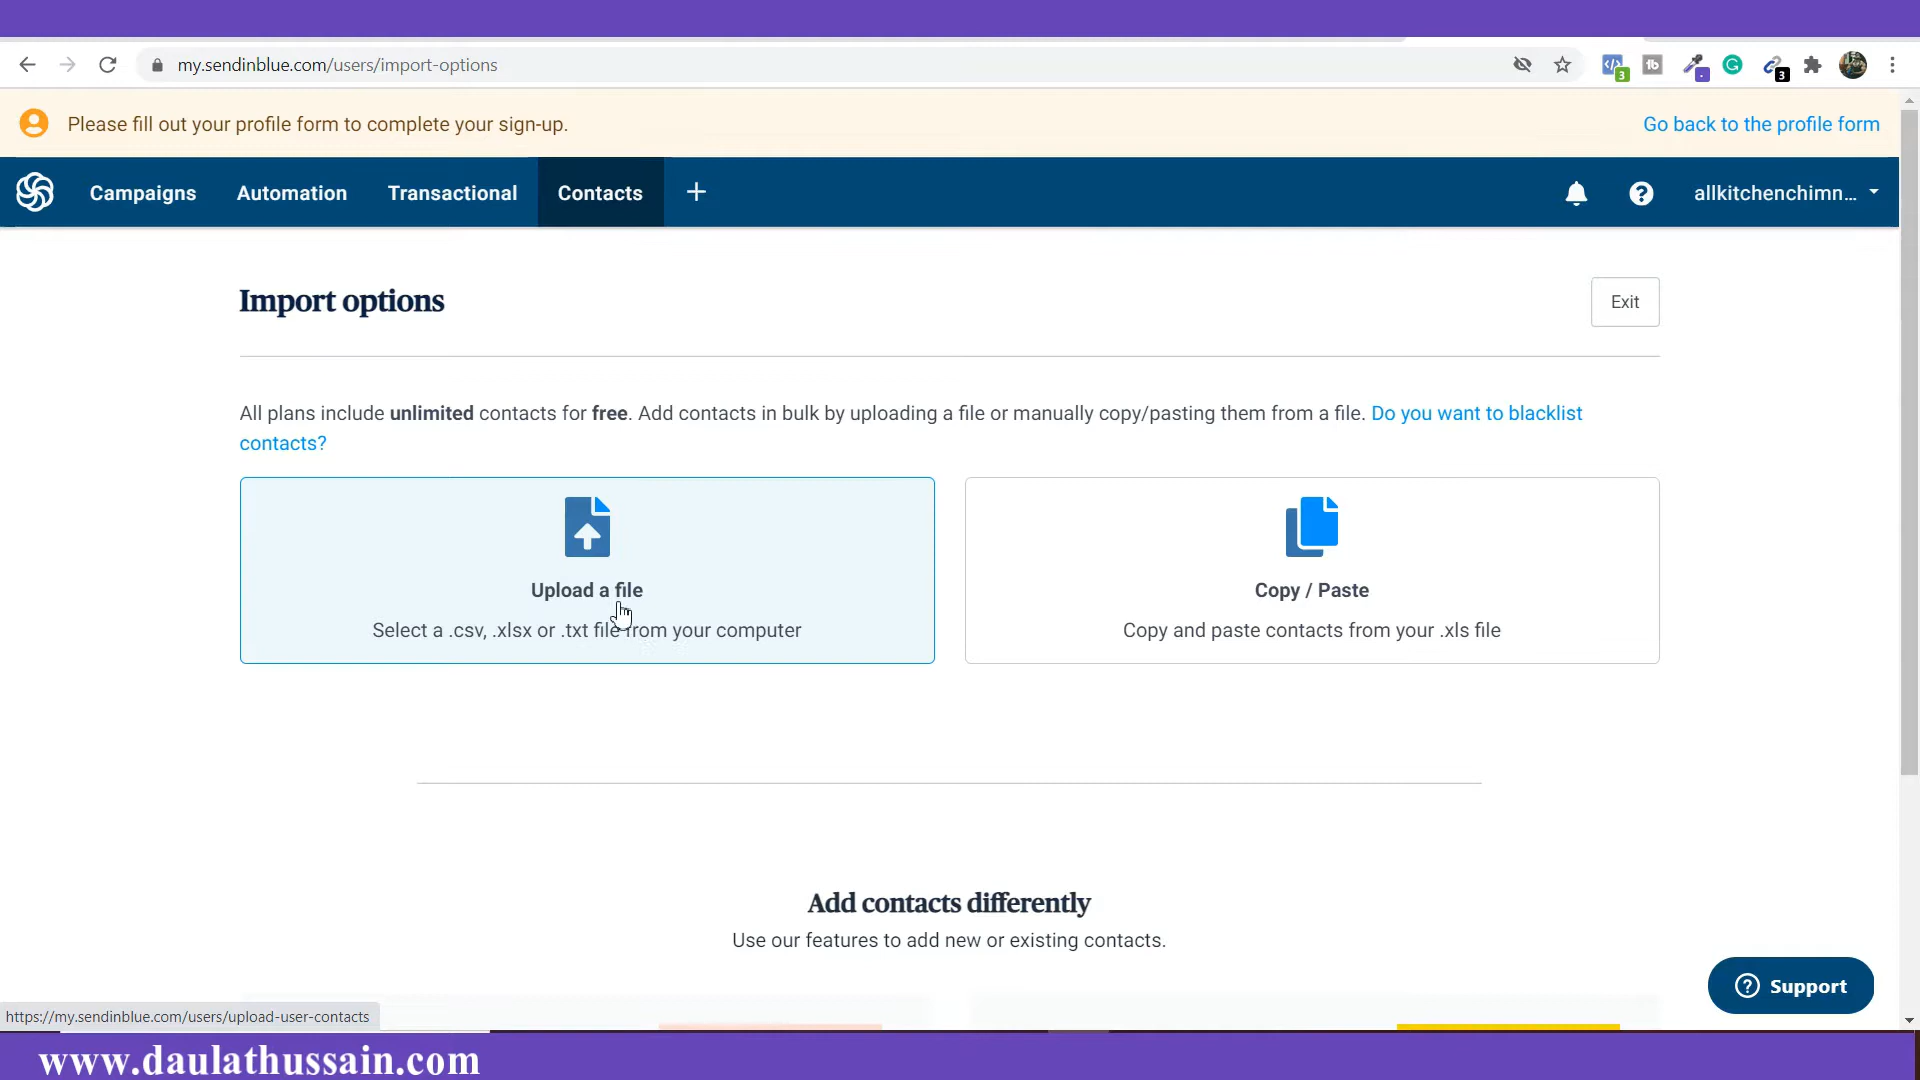 my.sendinblue.com/users/import-options
3
3
Please fill out your profile form to complete your sign-up.
Go back to the profile form
Campaigns
Automation
Transactional
Contacts
allkitchenchimn...
Import options
Exit
All plans include unlimited contacts for free. Add contacts in bulk by uploading a file or manually copy/pasting them from a file. Do you want to blacklist
contacts?
Upload a file
Select a .csv, .xlsx or .txt file from your computer
Copy / Paste
Copy and paste contacts from your .xls file
Add contacts differently
Use our features to add new or existing contacts.
Support
https://my.sendinblue.com/users/upload-user-contacts
www.daulathussain.com